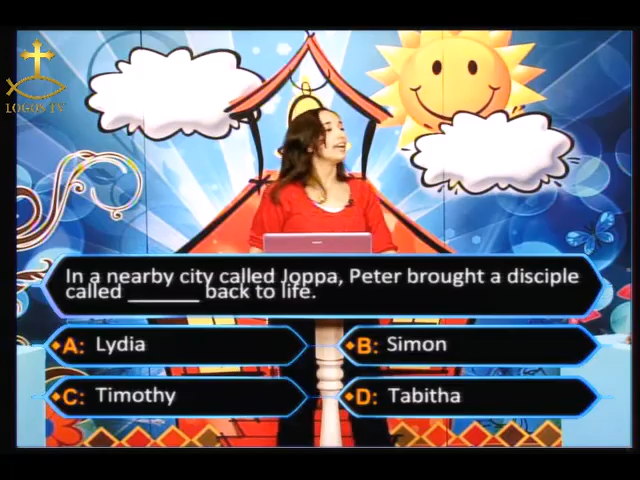 LOGOS TV
In a nearby city called Joppa, Peter brought a disciple
called _______ back to life.
A: Lydia
B: Simon
C: Timothy
D: Tabitha